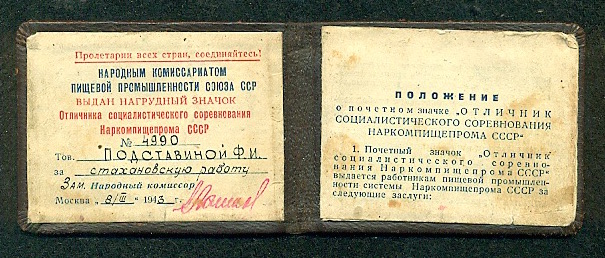 Пролетарии всех стран, соединяйтесь!
НАРОДНЫМ КОМИССАРИАТОМ
ПИЩЕВОЙ ПРОМЫШЛЕННОСТИ СОЮЗА ССР
ВЫДАН НАГРУДНЫЙ ЗНАЧОК
Отличника социалистического соревнования
Наркомпищепрома СССР
№ 4990
Тов. Подставиной Ф.И.
за стахановскую работу
Зам. Народный комиссар
Москва „8/III“ 1943 г.
ПОЛОЖЕНИЕ
о почетном значке „ОТЛИЧНИК
СОЦИАЛИСТИЧЕСКОГО СОРЕВНОВАНИЯ
НАРКОМПИЩЕПРОМА СССР“
1. Почетный значок „Отличник
социалистического соревно-
вания Наркомпищепрома СССР“
выдается работникам пищевой промышлен-
ности системы Наркомпищепрома СССР за
следующие заслуги: